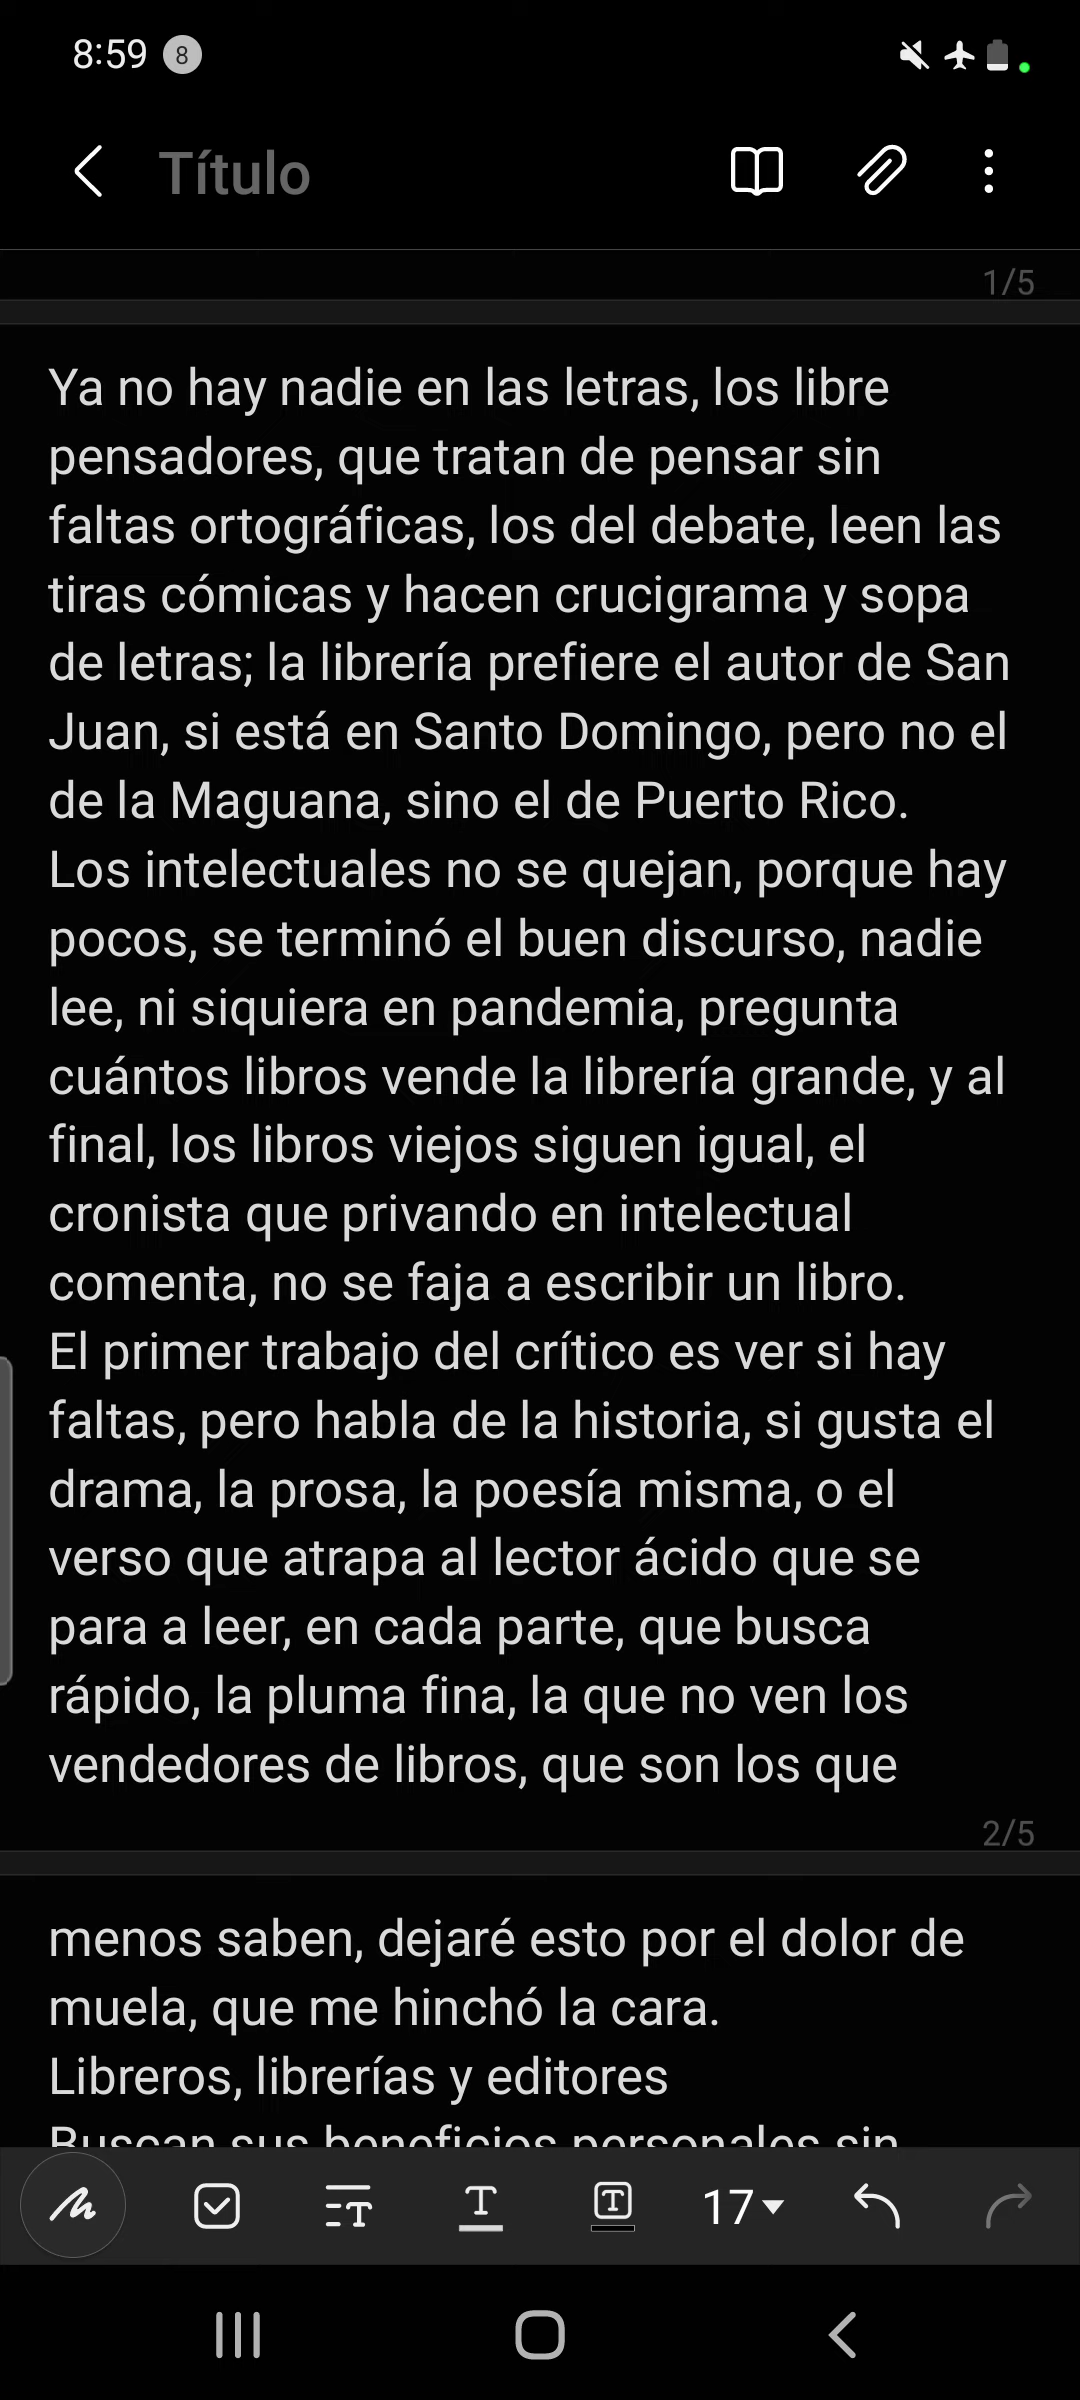 8:59 8
Título
1/5
Ya no hay nadie en las letras, los libre
pensadores, que tratan de pensar sin
faltas ortográficas, los del debate, leen las
tiras cómicas y hacen crucigrama y sopa
de letras; la librería prefiere el autor de San
Juan, si está en Santo Domingo, pero no el
de la Maguana, sino el de Puerto Rico.
Los intelectuales no se quejan, porque hay
pocos, se terminó el buen discurso, nadie
lee, ni siquiera en pandemia, pregunta
cuántos libros vende la librería grande, y al
final, los libros viejos siguen igual, el
cronista que privando en intelectual
comenta, no se faja a escribir un libro.
El primer trabajo del crítico es ver si hay
faltas, pero habla de la historia, si gusta el
drama, la prosa, la poesía misma, o el
verso que atrapa al lector ácido que se
para a leer, en cada parte, que busca
rápido, la pluma fina, la que no ven los
vendedores de libros, que son los que
2/5
menos saben, dejaré esto por el dolor de
muela, que me hinchó la cara.
Libreros, librerías y editores
Buscan sus beneficios personales sin
17